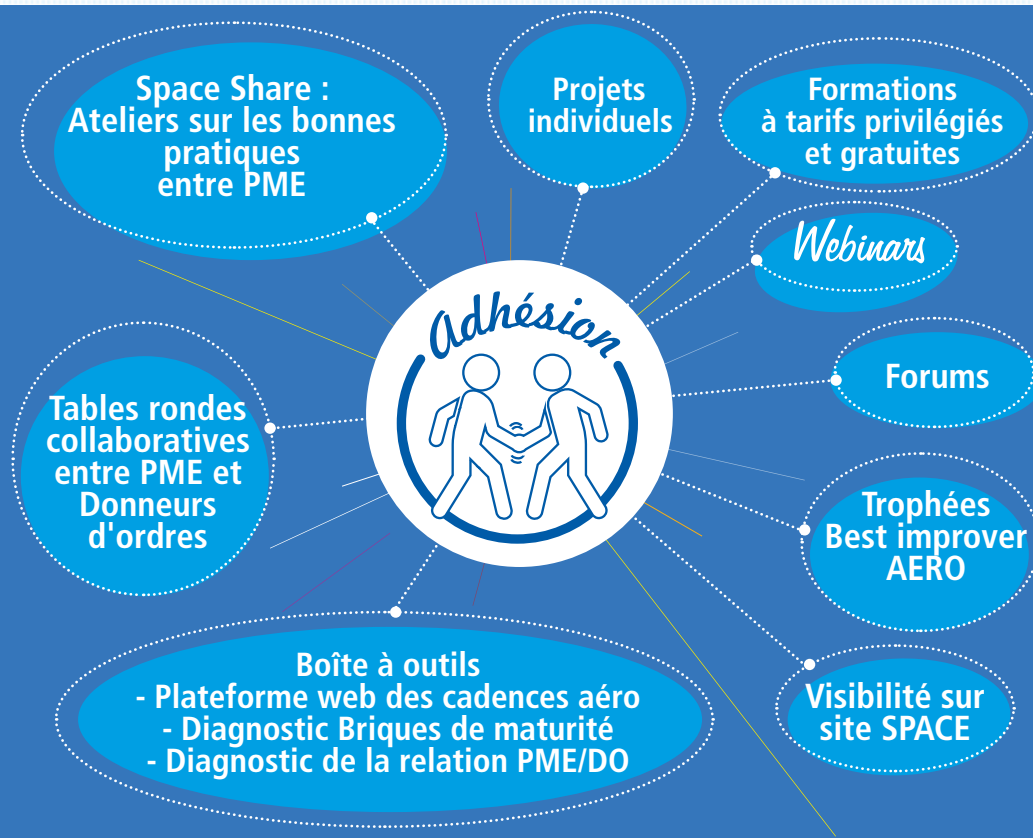 Space Share :
Ateliers sur les bonnes
pratiques
entre PME
Projets
individuels
Formations
à tarifs privilégiés
et gratuites
Webinars
adhésion
Forums
Tables rondes
collaboratives
entre PME et
Donneurs
d'ordres
Trophées
Best improver
AERO
Boîte à outils
- Plateforme web des cadences aéro
- Diagnostic Briques de maturité
- Diagnostic de la relation PME/DO
Visibilité sur
site SPACE